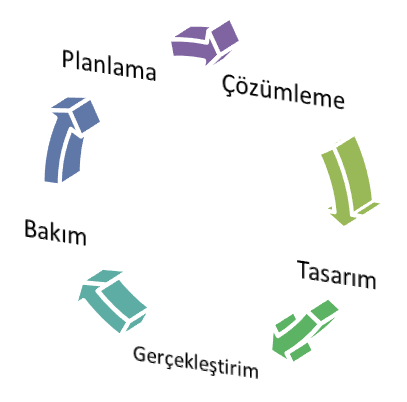 Planlama
Çözümleme
Tasarım
Gerçekleştirim
Bakım